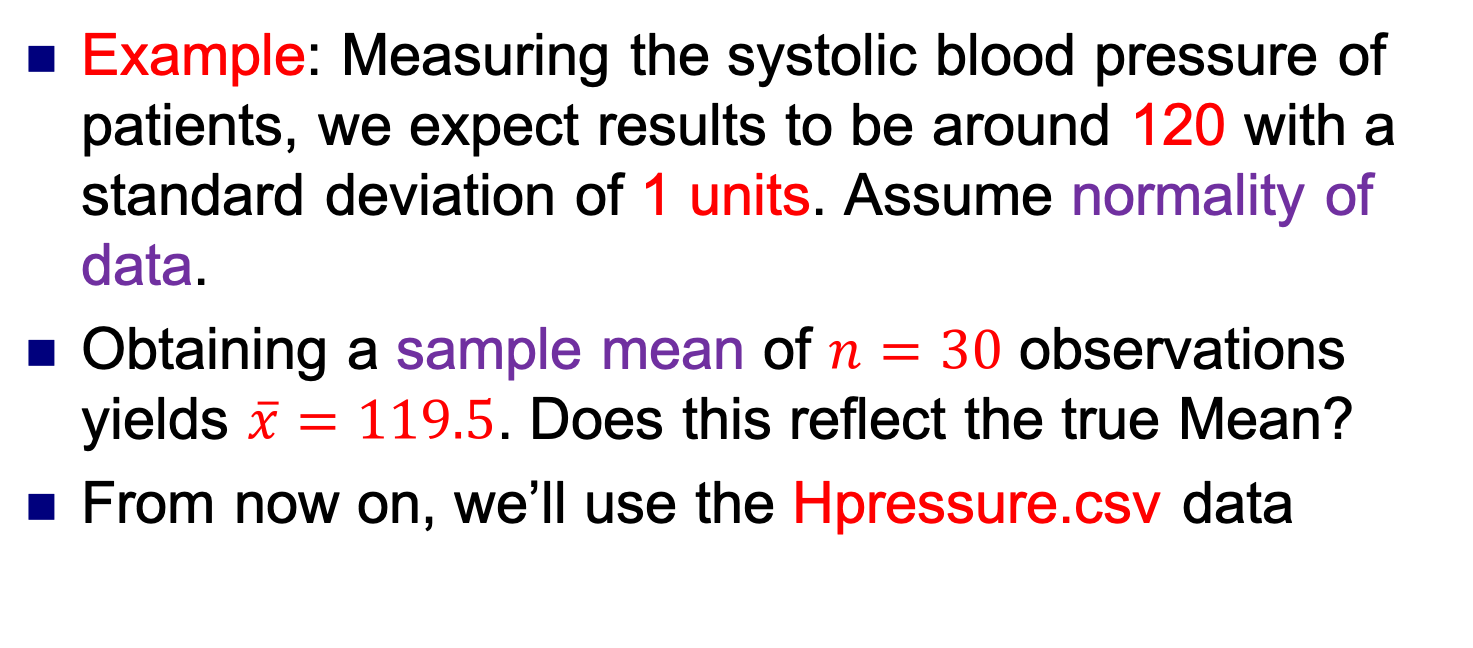 Example: Measuring the systolic blood pressure of
patients, we expect results to be around 120 with a
standard deviation of 1 units. Assume normality of
data.
Obtaining a sample mean of n = 30 observations
yields x̄ = 119.5. Does this reflect the true Mean?
From now on, we’ll use the Hpressure.csv data